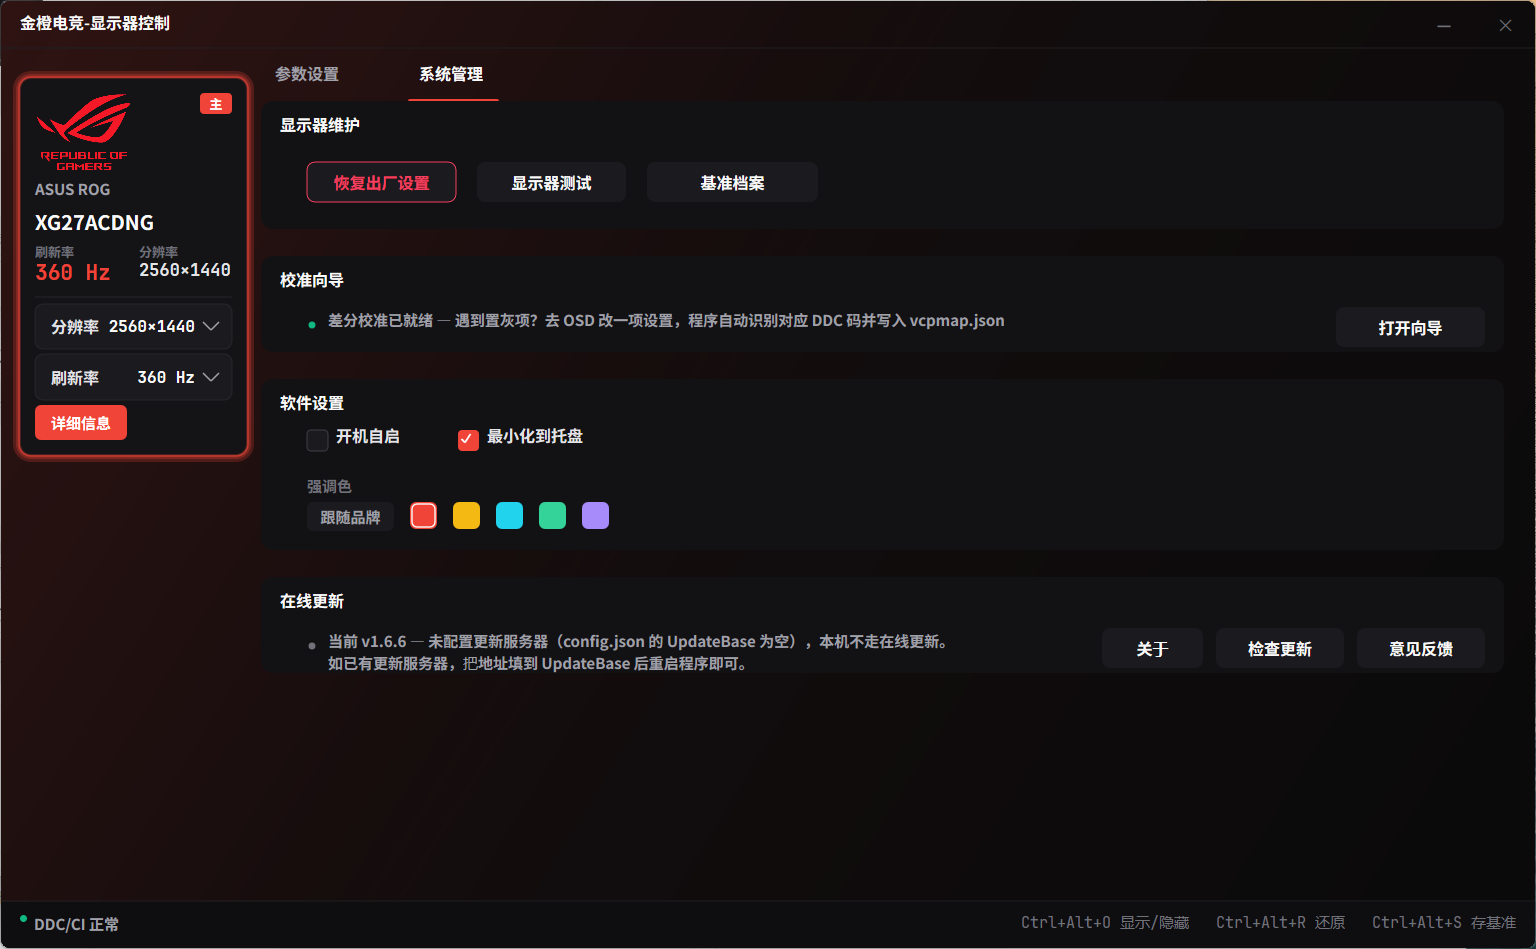 金橙电竞-显示器控制
主
REPUBLIC OF
GAMERS
ASUS ROG
XG27ACDNG
刷新率 分辨率
360 Hz 2560×1440
分辨率 2560×1440
刷新率 360 Hz
详细信息
参数设置 系统管理
显示器维护
恢复出厂设置 显示器测试 基准档案
校准向导
差分校准已就绪 — 遇到置灰项？去 OSD 改一项设置，程序自动识别对应 DDC 码并写入 vcpmap.json
打开向导
软件设置
开机自启 最小化到托盘
强调色
跟随品牌
在线更新
当前 v1.6.6 — 未配置更新服务器（config.json 的 UpdateBase 为空），本机不走在线更新。
如已有更新服务器，把地址填到 UpdateBase 后重启程序即可。
关于 检查更新 意见反馈
DDC/CI 正常
Ctrl+Alt+O 显示/隐藏 Ctrl+Alt+R 还原 Ctrl+Alt+S 存基准